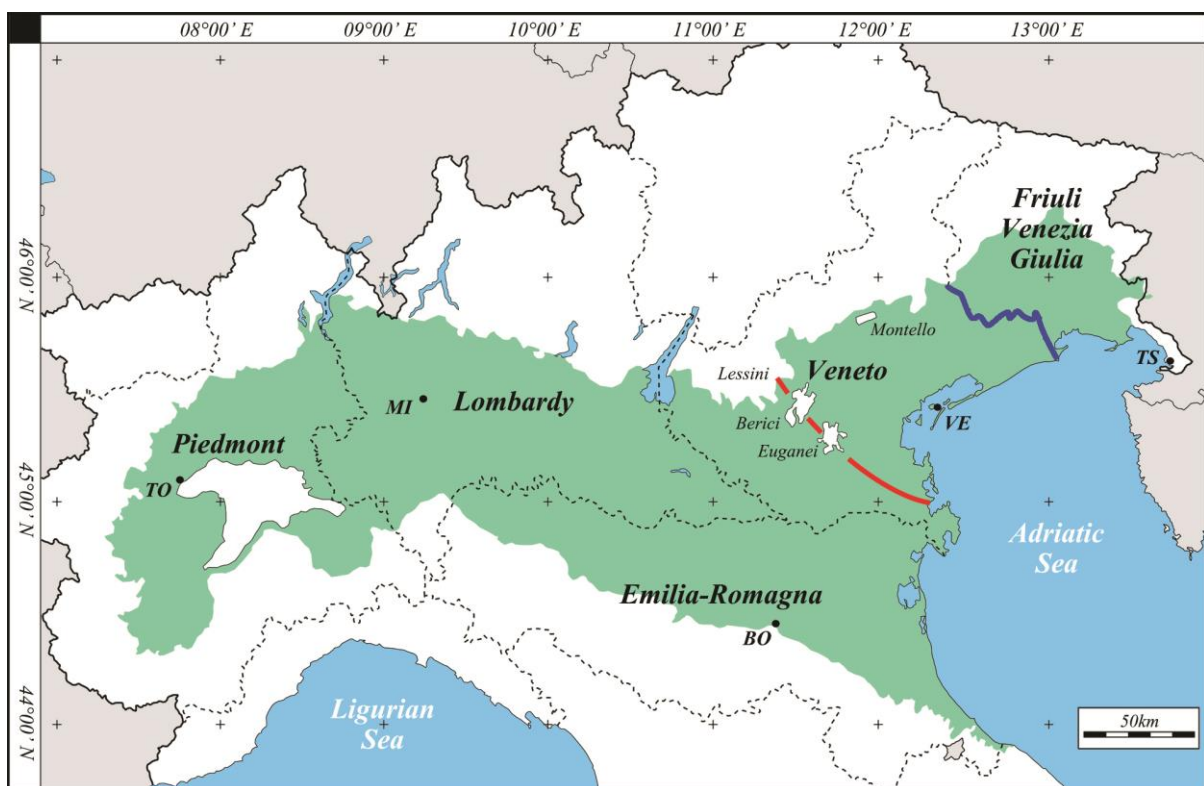 08°00' E 09°00' E 10°00' E 11°00' E 12°00' E 13°00' E
46°00' N
45°00' N
44°00' N
Friuli
Venezia
Giulia
Montello
TS
Lessini
Veneto
MI
Lombardy
Berici
VE
Euganei
Piedmont
TO
Adriatic
Sea
Emilia-Romagna
BO
Ligurian
Sea
50km